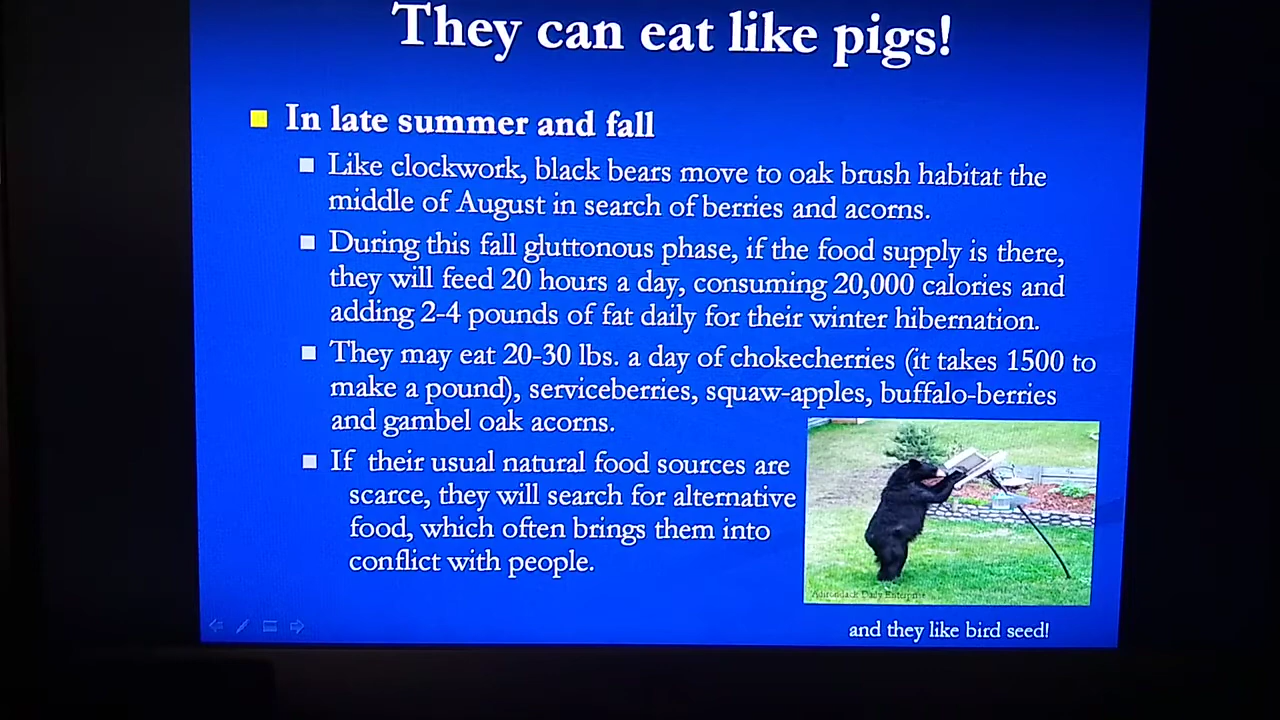 They can eat like pigs!
In late summer and fall
Like clockwork, black bears move to oak brush habitat the
middle of August in search of berries and acorns.
During this fall gluttonous phase, if the food supply is there,
they will feed 20 hours a day, consuming 20,000 calories and
adding 2-4 pounds of fat daily for their winter hibernation.
They may eat 20-30 lbs. a day of chokecherries (it takes 1500 to
make a pound), serviceberries, squaw-apples, buffalo-berries
and gambel oak acorns.
If their usual natural food sources are
scarce, they will search for alternative
food, which often brings them into
conflict with people.
Adirondack Daily Enterprise
and they like bird seed!